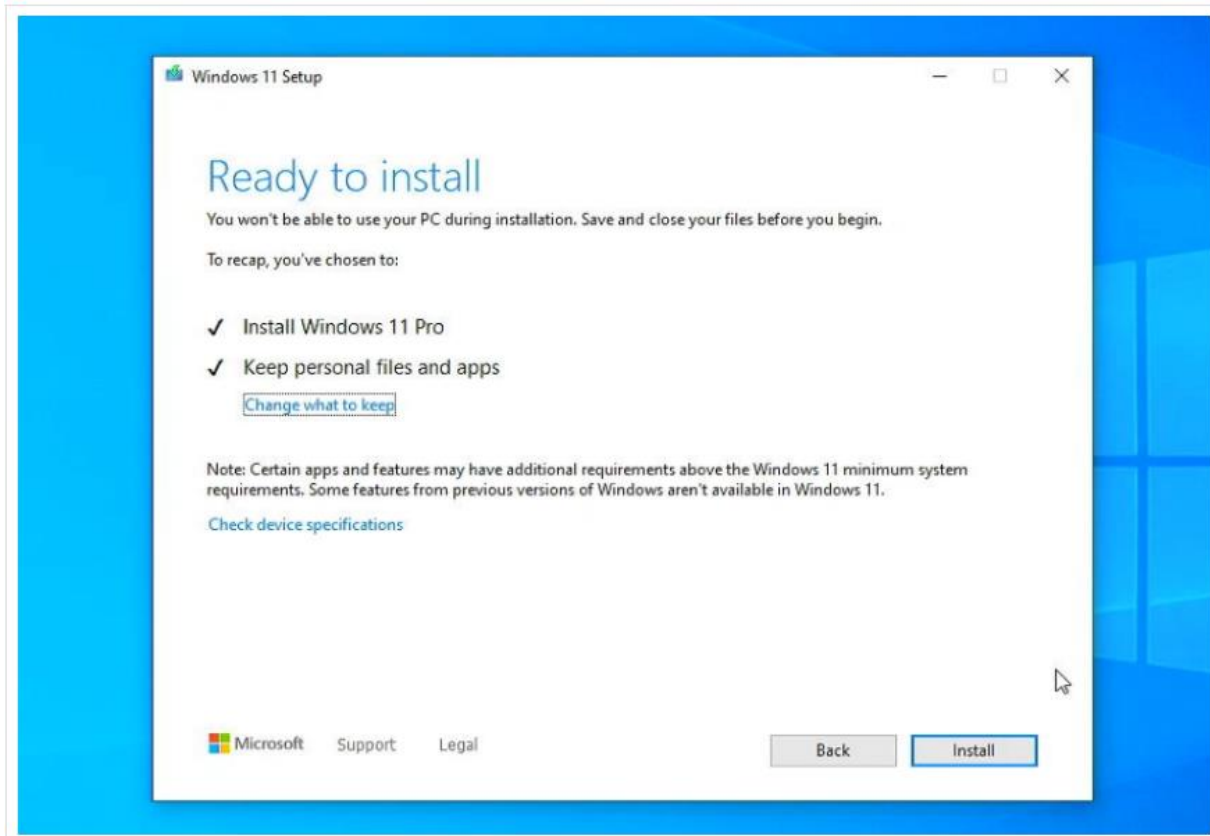 Windows 11 Setup
Ready to install
You won't be able to use your PC during installation. Save and close your files before you begin.
To recap, you've chosen to:
✓ Install Windows 11 Pro
✓ Keep personal files and apps
Change what to keep
Note: Certain apps and features may have additional requirements above the Windows 11 minimum system
requirements. Some features from previous versions of Windows aren't available in Windows 11.
Check device specifications
Microsoft Support Legal
Back Install